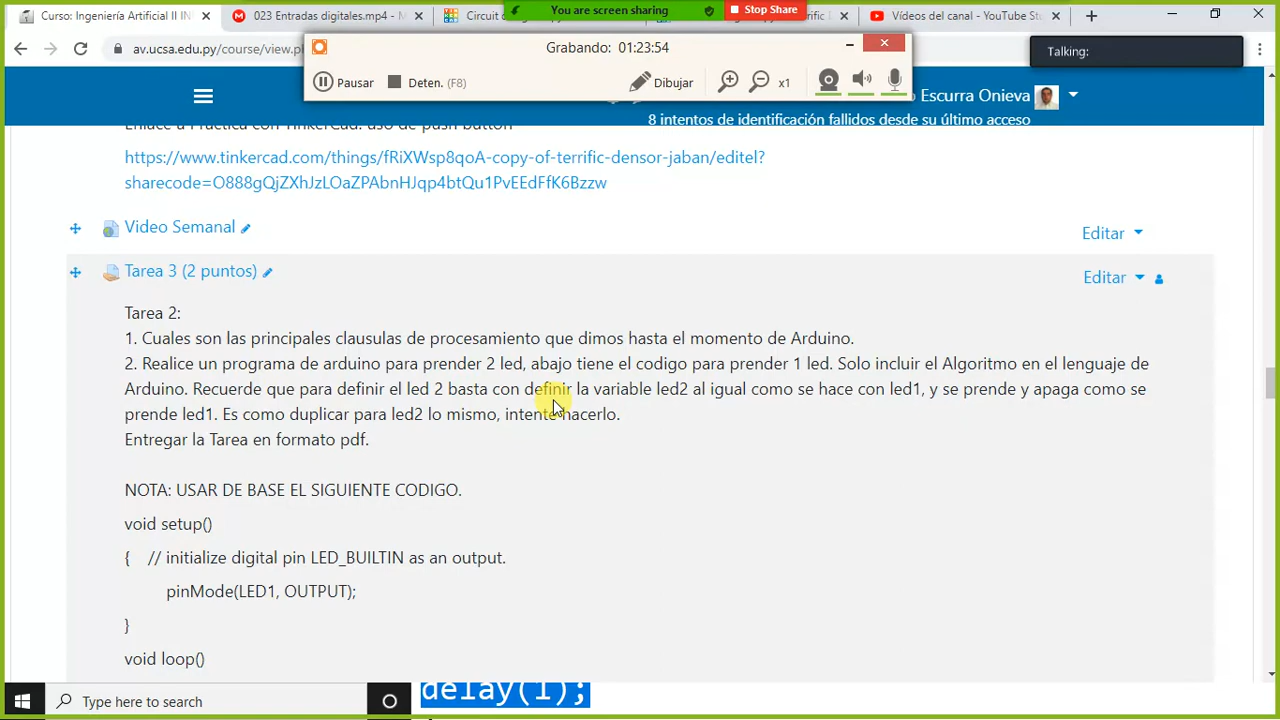 Curso: Ingeniería Artificial II IN
023 Entradas digitales.mp4 - M
Circuit d
Vídeos del canal - YouTube Stu
You are screen sharing
Stop Share
av.ucsa.edu.py/course/view.p
Grabando: 01:23:54
Talking:
Pausar
Deten. (F8)
Dibujar
x1
o Escurra Onieva
8 intentos de identificación fallidos desde su último acceso
Enlace a Practica con TinkerCad: uso de push button
https://www.tinkercad.com/things/fRiXWsp8qoA-copy-of-terrific-densor-jaban/editel?
sharecode=O888gQjZXhJzLOaZPAbnHJqp4btQu1PvEEdFfK6Bzzw
Video Semanal
Editar
Tarea 3 (2 puntos)
Editar
Tarea 2:
1. Cuales son las principales clausulas de procesamiento que dimos hasta el momento de Arduino.
2. Realice un programa de arduino para prender 2 led, abajo tiene el codigo para prender 1 led. Solo incluir el Algoritmo en el lenguaje de
Arduino. Recuerde que para definir el led 2 basta con definir la variable led2 al igual como se hace con led1, y se prende y apaga como se
prende led1. Es como duplicar para led2 lo mismo, intente hacerlo.
Entregar la Tarea en formato pdf.
NOTA: USAR DE BASE EL SIGUIENTE CODIGO.
void setup()
{ // initialize digital pin LED_BUILTIN as an output.
pinMode(LED1, OUTPUT);
}
void loop()
delay(1);
Type here to search